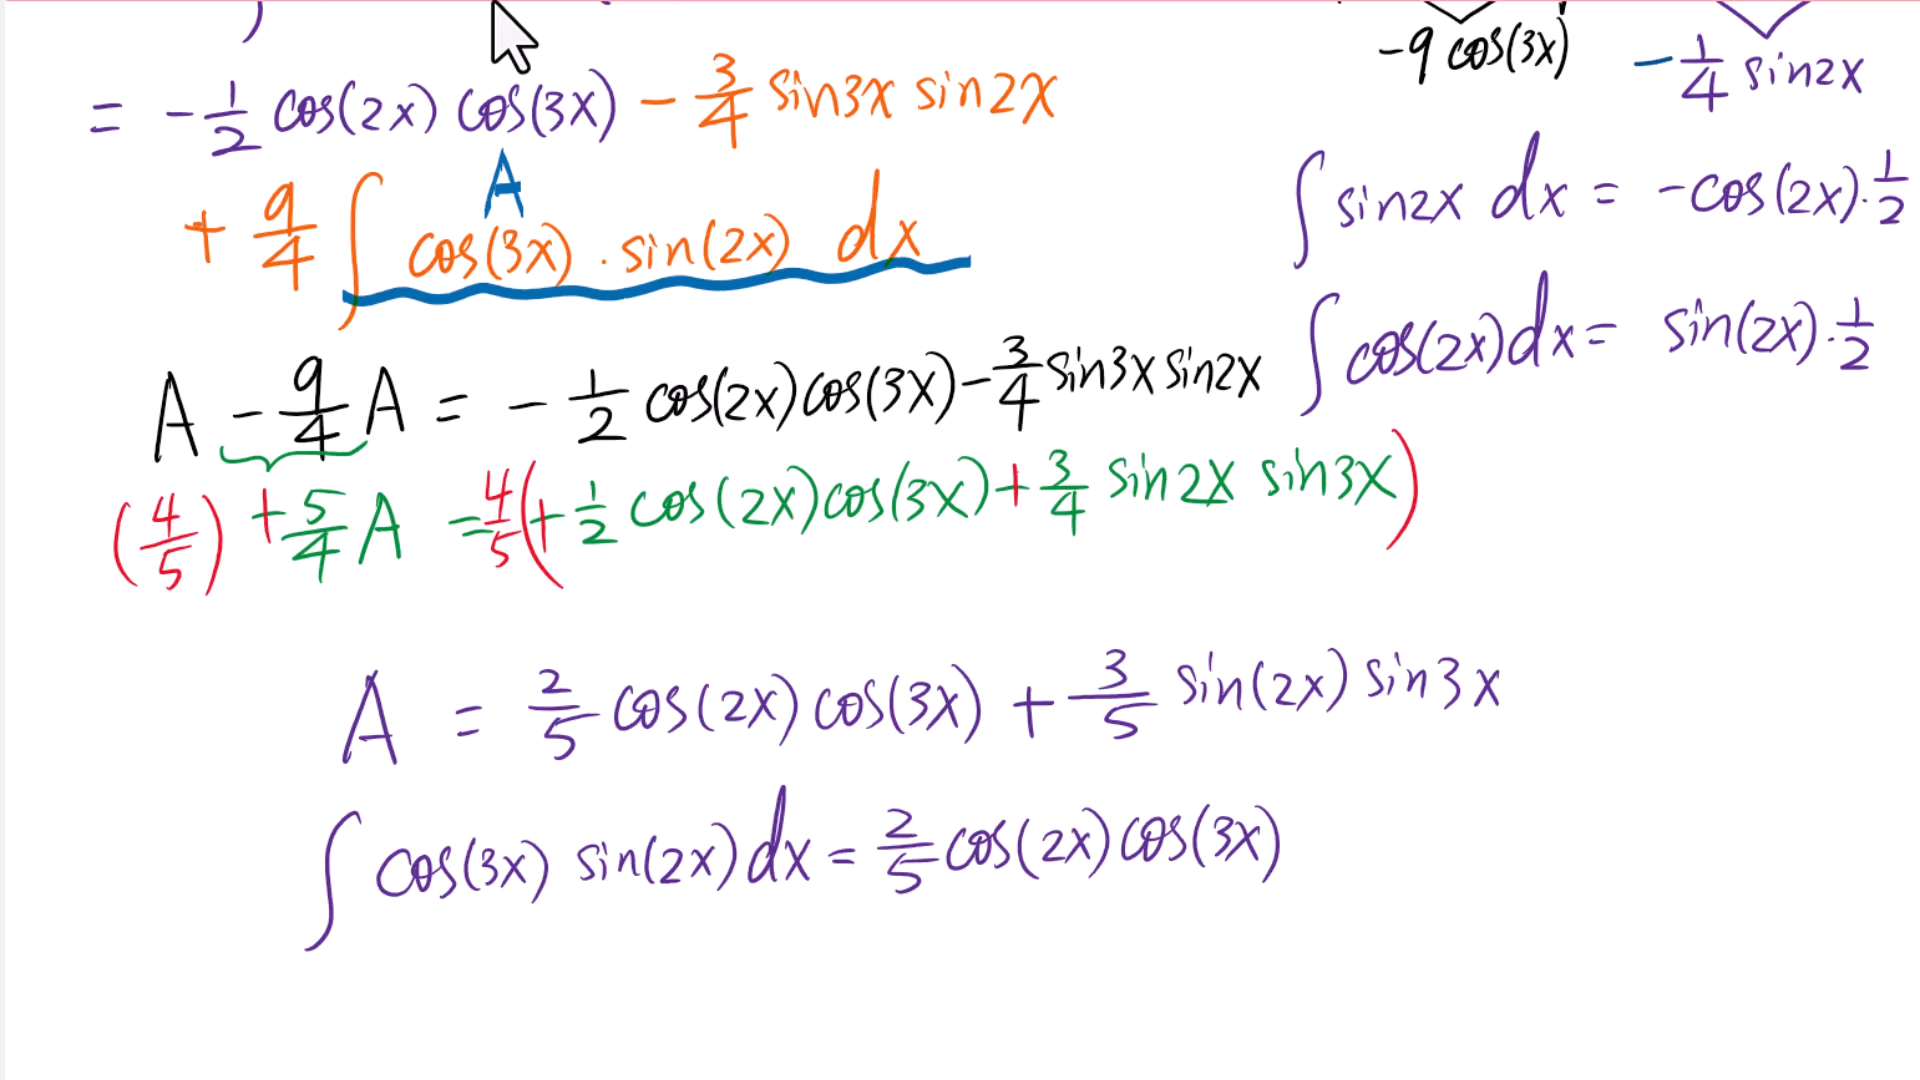 = -1/2 cos(2x) cos(3x) - 3/4 sin3x sin2x
A
+ 9/4 ∫ cos(3x) · sin(2x) dx
-9 cos(3x)
-1/4 sin2x
∫ sin2x dx = -cos(2x)·1/2
∫ cos(2x) dx = sin(2x)·1/2
A - 9/4 A = -1/2 cos(2x) cos(3x) - 3/4 sin3x sin2x
(4/5) +5/4 A = 4/5 (+1/2 cos(2x) cos(3x) + 3/4 sin2x sin3x)
A = 2/5 cos(2x) cos(3x) + 3/5 sin(2x) sin3x
∫ cos(3x) sin(2x) dx = 2/5 cos(2x) cos(3x)